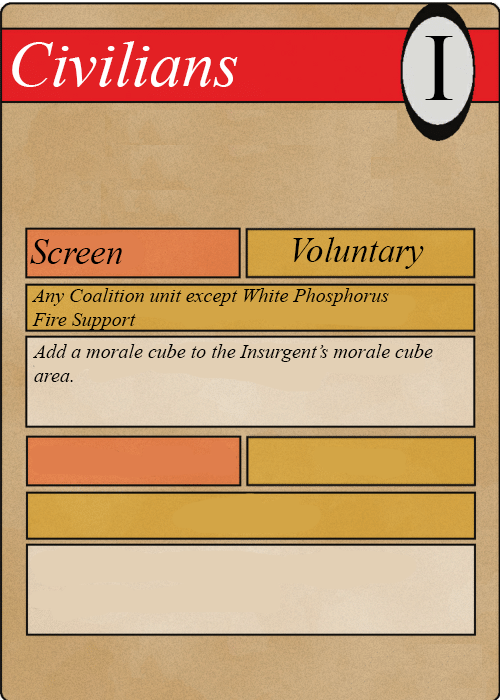 Civilians
I
Screen
Voluntary
Any Coalition unit except White Phosphorus
Fire Support
Add a morale cube to the Insurgent’s morale cube
area.